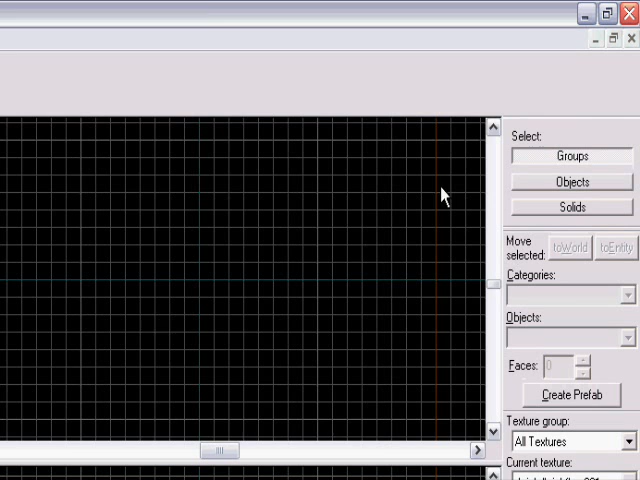 Select:
Groups
Objects
Solids
Move
selected:
toWorld
toEntity
Categories:
Objects:
Faces:
0
Create Prefab
Texture group:
All Textures
Current texture: